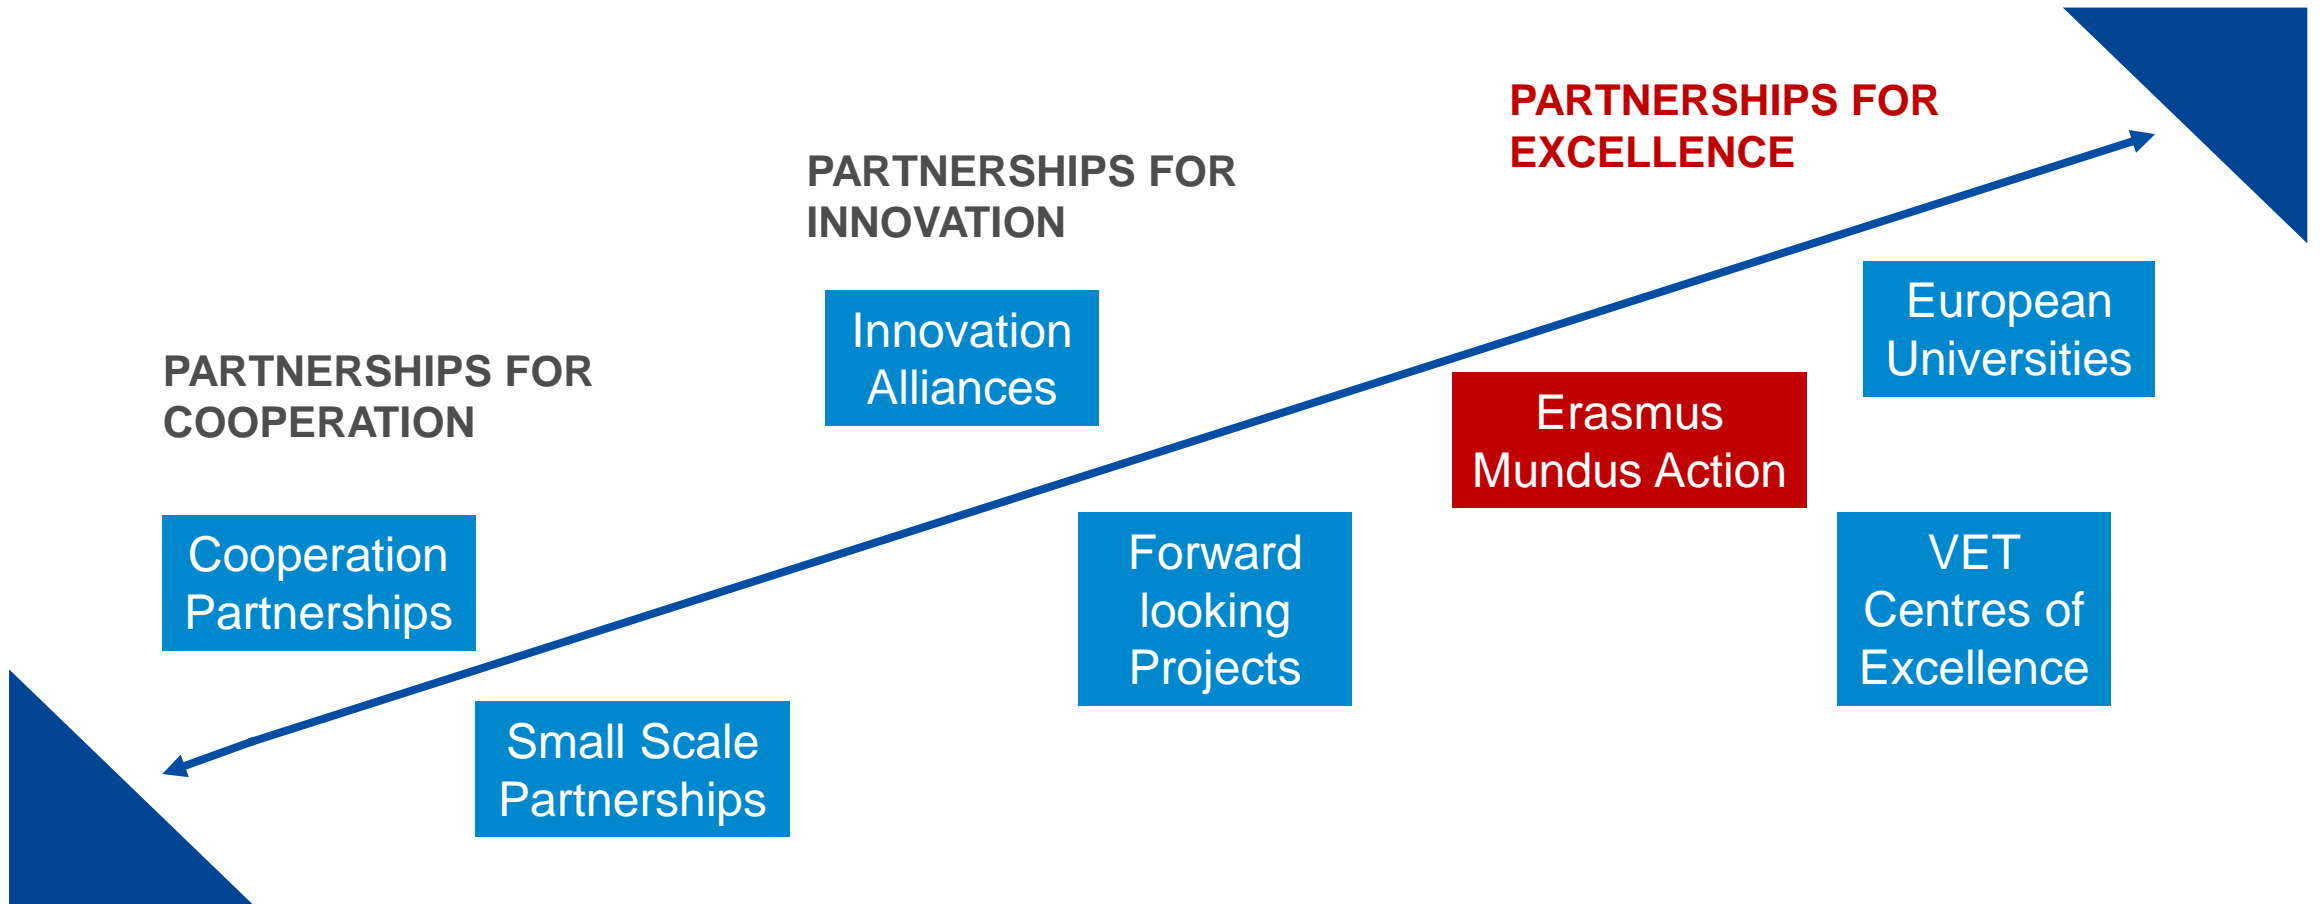 PARTNERSHIPS FOR
COOPERATION
Cooperation
Partnerships
Small Scale
Partnerships
PARTNERSHIPS FOR
INNOVATION
Innovation
Alliances
Forward
looking
Projects
PARTNERSHIPS FOR
EXCELLENCE
Erasmus
Mundus Action
European
Universities
VET
Centres of
Excellence